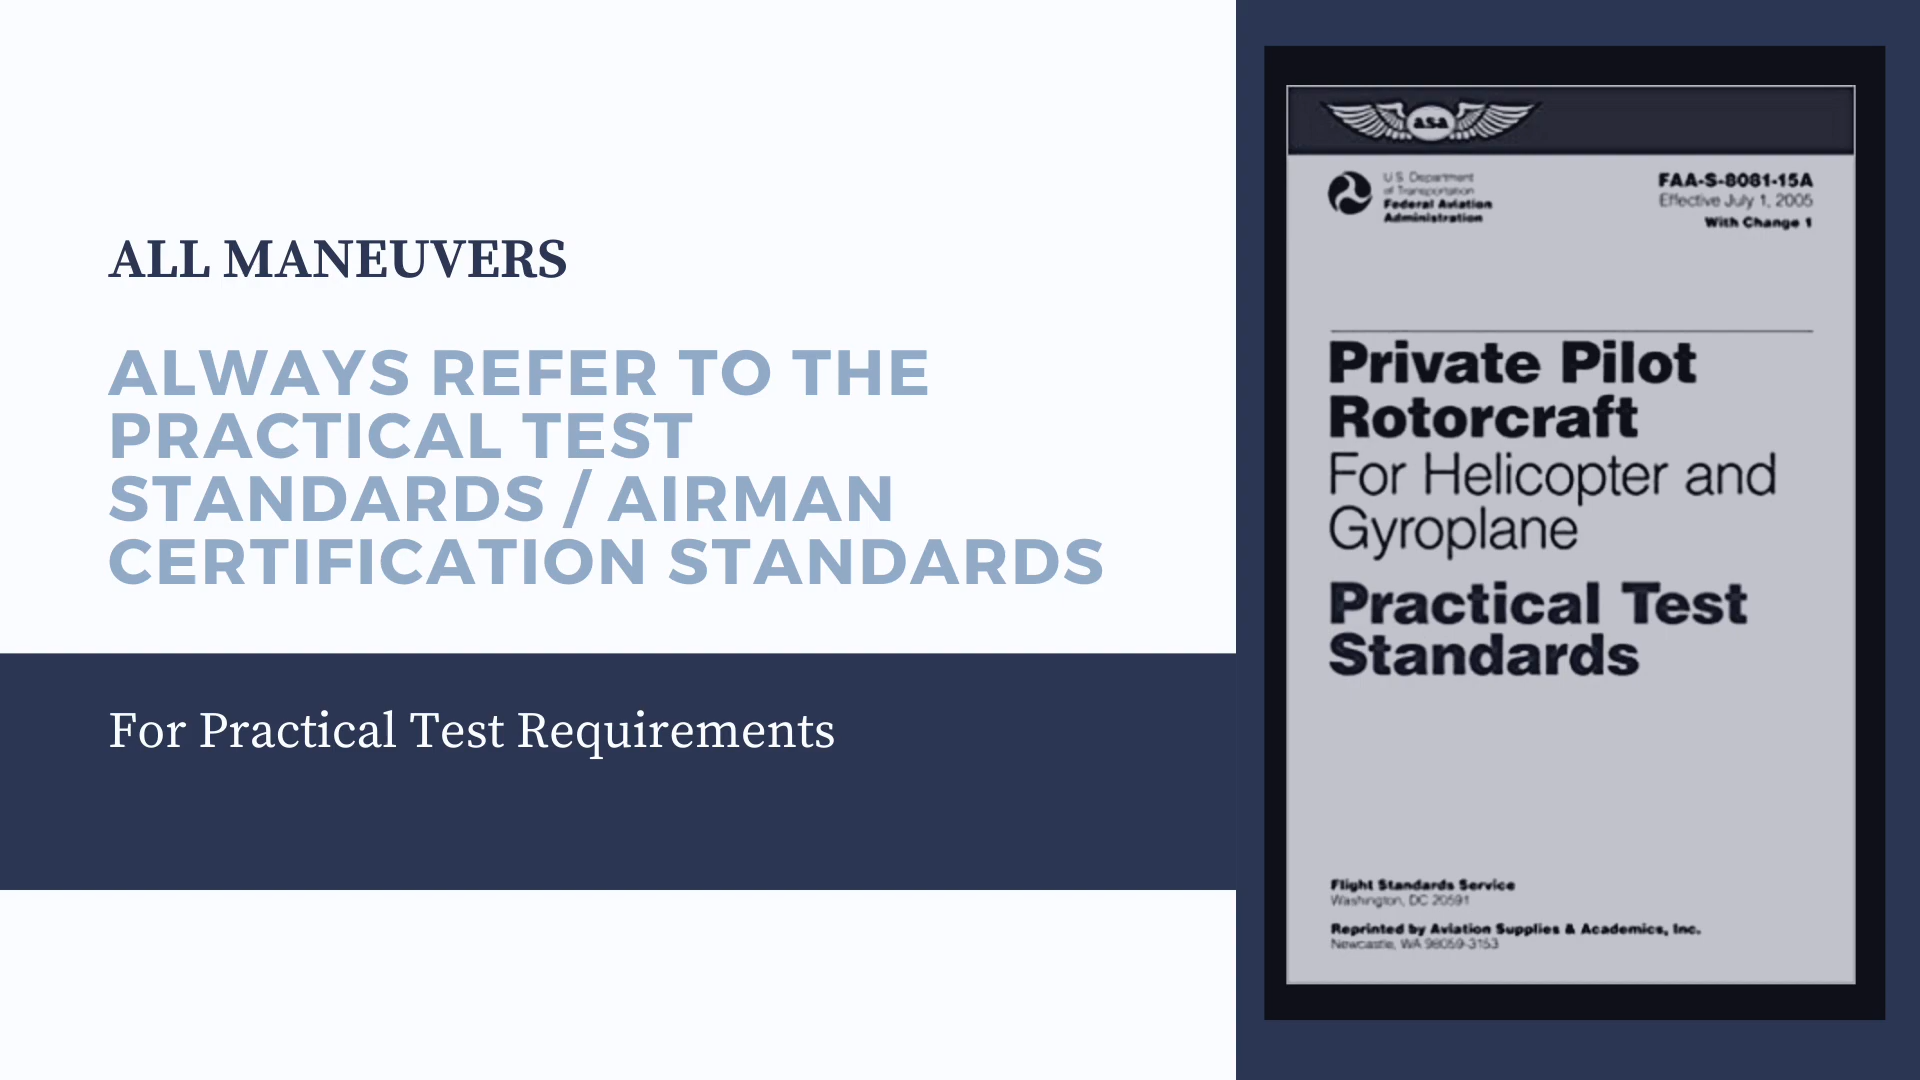 ALL MANEUVERS
ALWAYS REFER TO THE
PRACTICAL TEST
STANDARDS / AIRMAN
CERTIFICATION STANDARDS
For Practical Test Requirements
asa
U.S. Department
of Transportation
Federal Aviation
Administration
FAA-S-8081-15A
Effective July 1, 2005
With Change 1
Private Pilot
Rotorcraft
For Helicopter and
Gyroplane
Practical Test
Standards
Flight Standards Service
Washington, DC 20591
Reprinted by Aviation Supplies & Academics, Inc.
Newcastle, WA 98059-3153